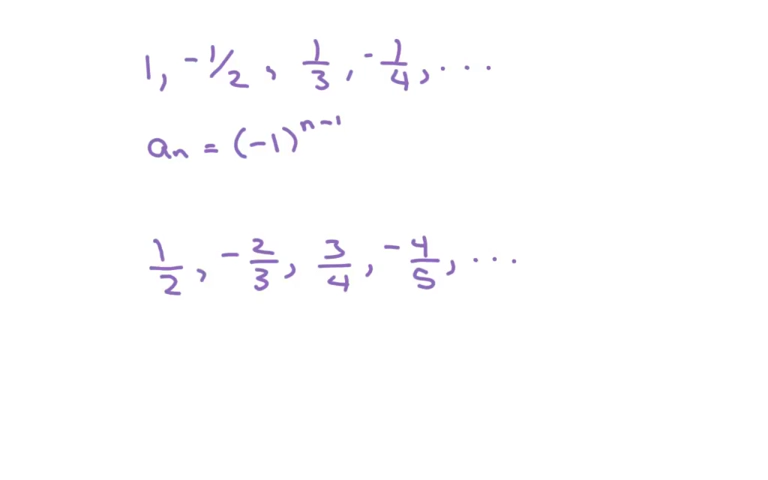 1, -1/2, 1/3, -1/4, ...
aₙ = (-1)ⁿ⁻¹
1/2, -2/3, 3/4, -4/5, ...